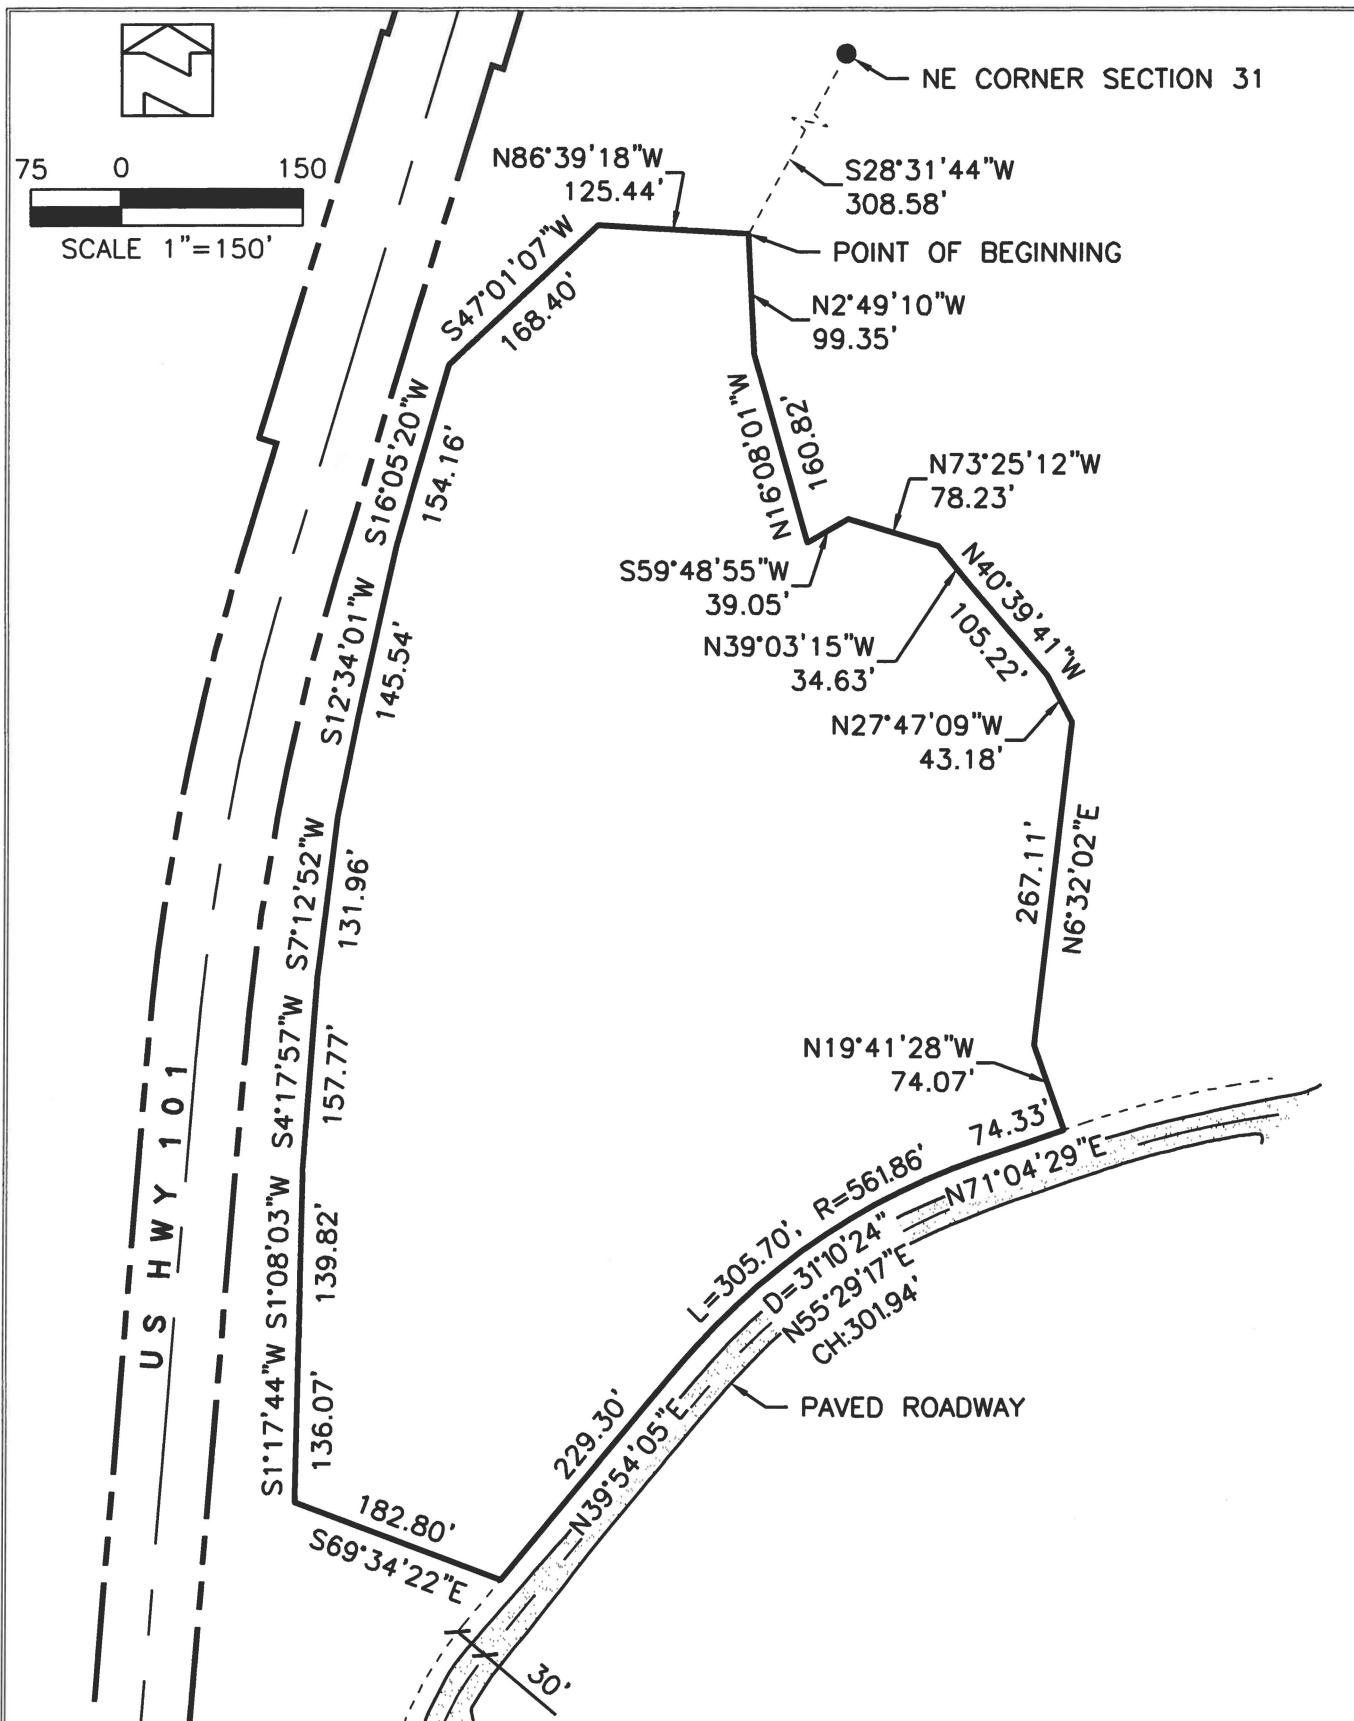 NE CORNER SECTION 31
75 0 150
SCALE 1"=150'
N86°39'18"W
125.44'
S28°31'44"W
308.58'
POINT OF BEGINNING
S47°01'07"W
168.40'
N2°49'10"W
99.35'
S16°05'20"W
154.16'
N16°08'01"W
160.82'
N73°25'12"W
78.23'
S59°48'55"W
39.05'
N40°39'41"W
105.22'
N39°03'15"W
34.63'
S12°34'01"W
145.54'
N27°47'09"W
43.18'
S7°12'52"W
131.96'
267.11'
N6°32'02"E
S4°17'57"W
157.77'
N19°41'28"W
74.07'
US HWY 101
74.33'
N71°04'29"E
S1°08'03"W
139.82'
L=305.70', R=561.86'
D=31°10'24"
N55°29'17"E
CH:301.94'
S1°17'44"W
136.07'
PAVED ROADWAY
229.30'
N39°54'05"E
182.80'
S69°34'22"E
30'